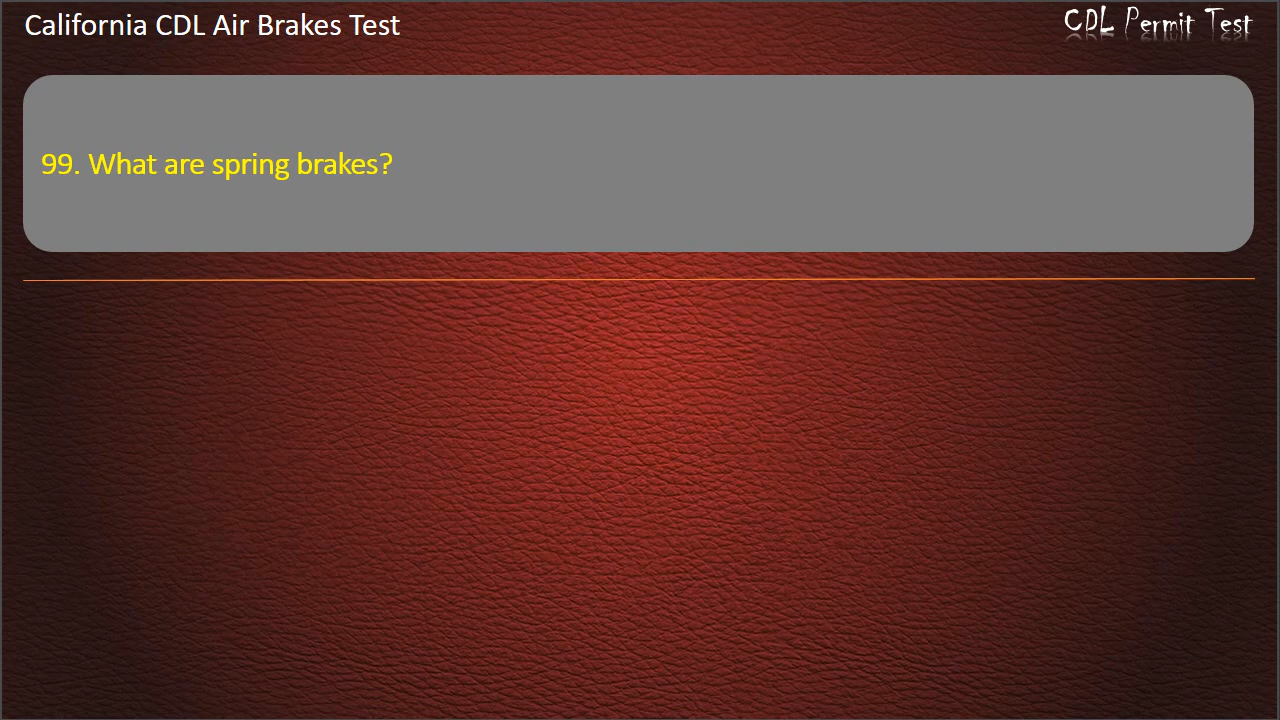 California CDL Air Brakes Test
CDL Permit Test
99. What are spring brakes?